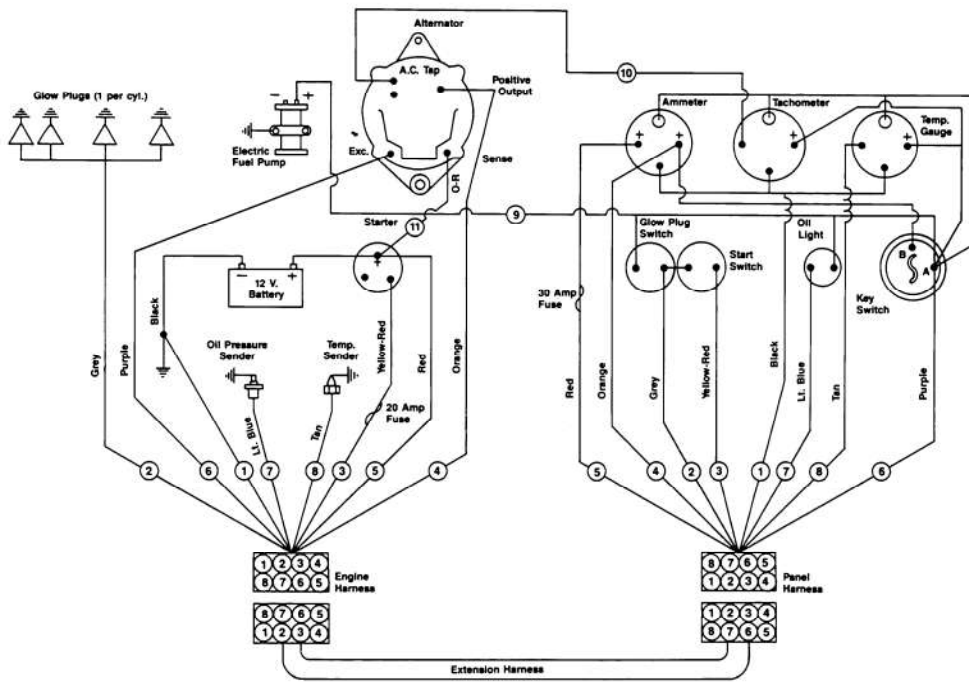 Alternator
A.C. Tap
Positive
Output
Glow Plugs (1 per cyl.)
- +
Electric
Fuel Pump
Exc.
O-R
Sense
10
Ammeter
Tachometer
Temp.
Gauge
+ + + + +
9
Starter
11
+
Glow Plug
Switch
Start
Switch
Oil
Light
B
A
Key
Switch
- +
12 V.
Battery
30 Amp
Fuse
Black
Oil Pressure
Sender
Temp.
Sender
20 Amp
Fuse
Grey
Purple
Lt. Blue
Tan
Yellow-Red
Red
Orange
Red
Orange
Grey
Yellow-Red
Black
Lt. Blue
Tan
Purple
2 6 1 7 8 3 5 4
5 4 2 3 1 7 8 6
1 2 3 4
8 7 6 5
Engine
Harness
8 7 6 5
1 2 3 4
8 7 6 5
1 2 3 4
Panel
Harness
1 2 3 4
8 7 6 5
Extension Harness